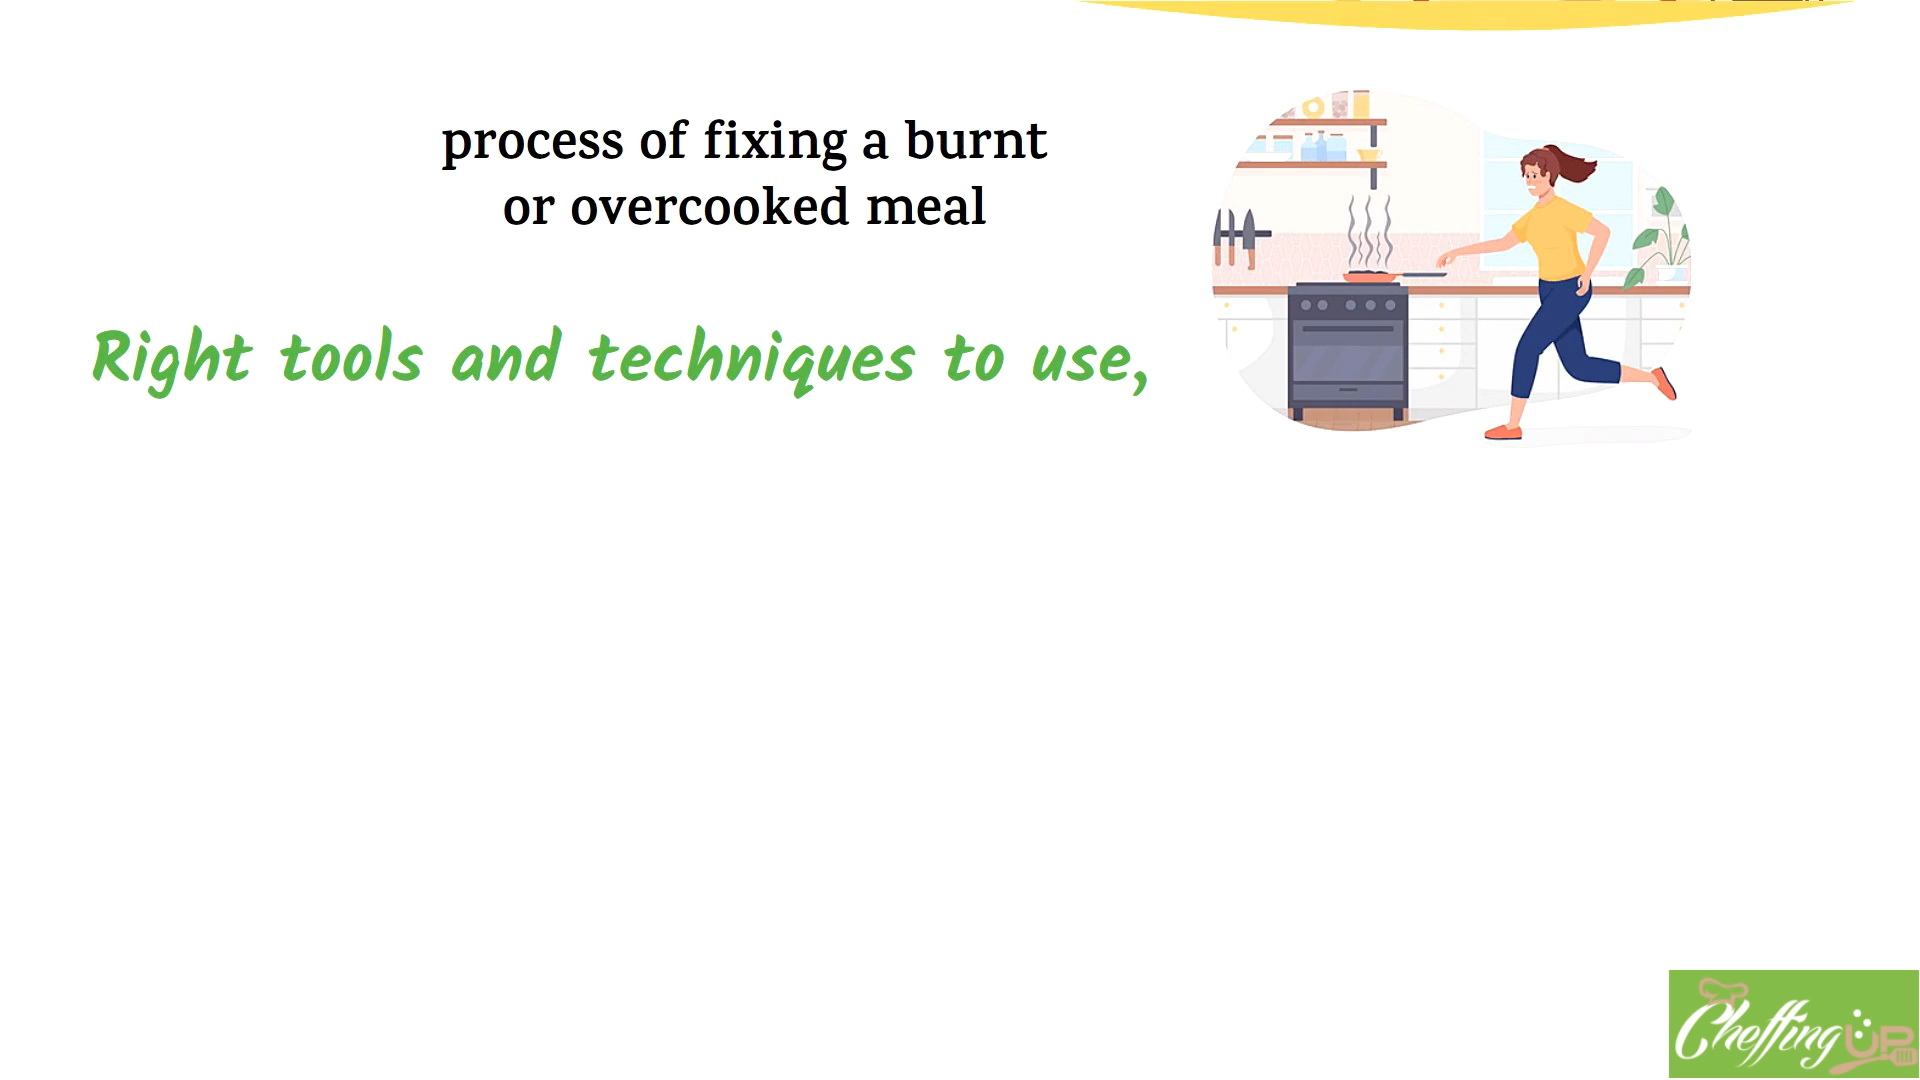 process of fixing a burnt
or overcooked meal
Right tools and techniques to use,
Cheffing UP